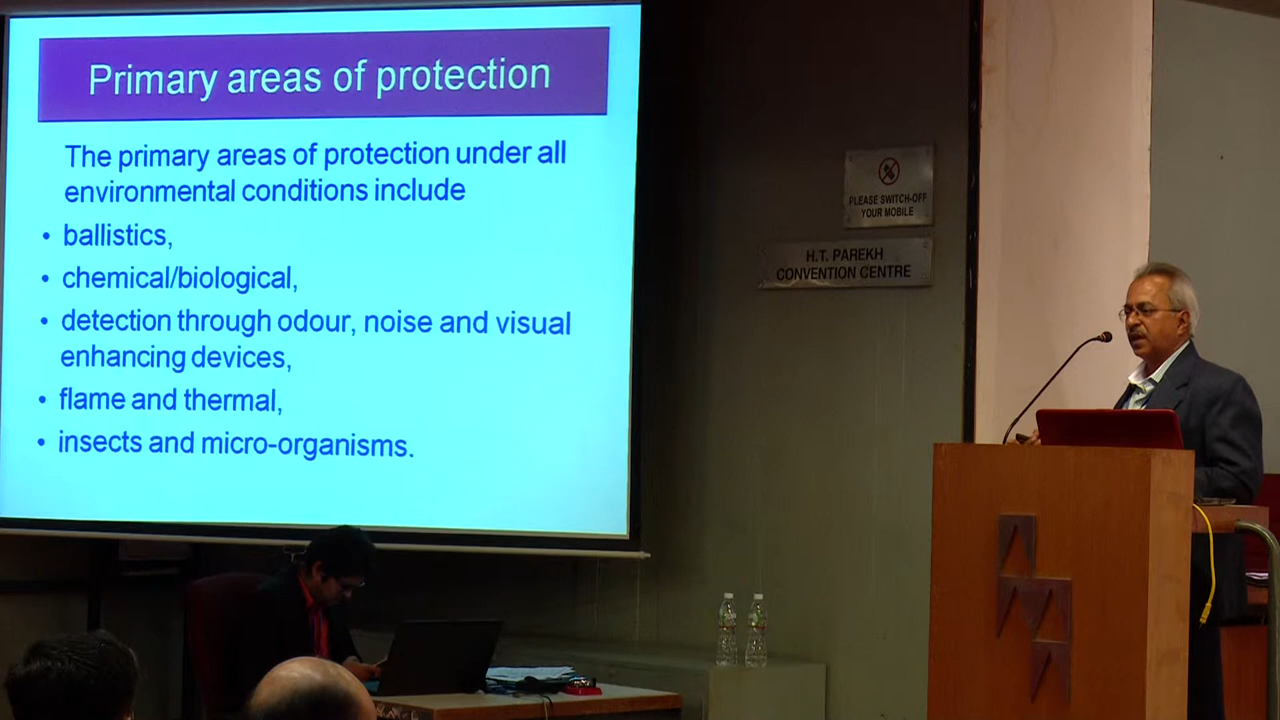 Primary areas of protection
The primary areas of protection under all
environmental conditions include
• ballistics,
• chemical/biological,
• detection through odour, noise and visual
enhancing devices,
• flame and thermal,
• insects and micro-organisms.
PLEASE SWITCH-OFF
YOUR MOBILE
H.T. PAREKH
CONVENTION CENTRE